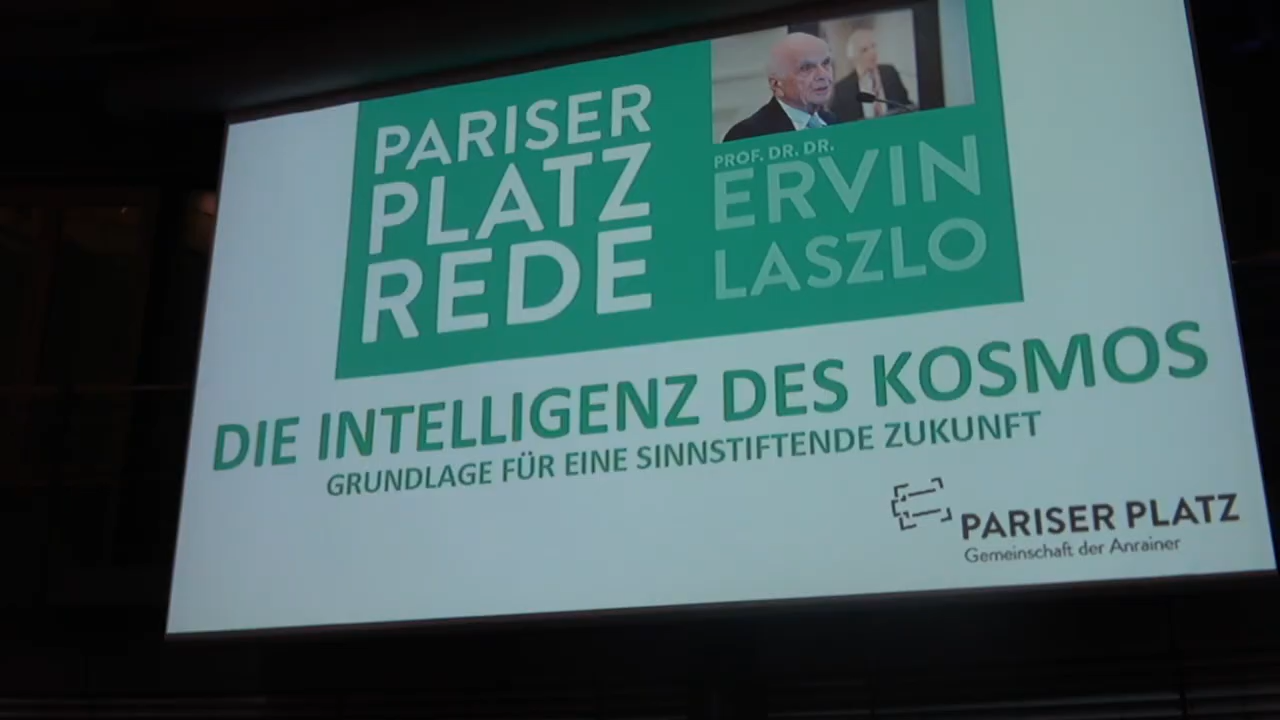 PARISER
PLATZ
REDE
PROF. DR. DR.
ERVIN
LASZLO
DIE INTELLIGENZ DES KOSMOS
GRUNDLAGE FÜR EINE SINNSTIFTENDE ZUKUNFT
PARISER PLATZ
Gemeinschaft der Anrainer